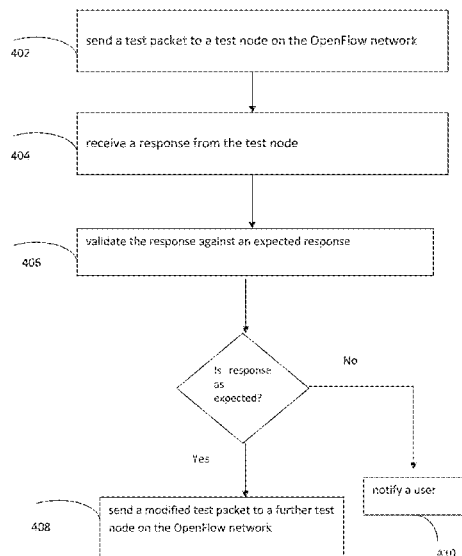 send a test packet to a test node on the OpenFlow network
402
receive a response from the test node
404
validate the response against an expected response
406
Is response
as
expected?
No
Yes
notify a user
send a modified test packet to a further test
node on the OpenFlow network
408